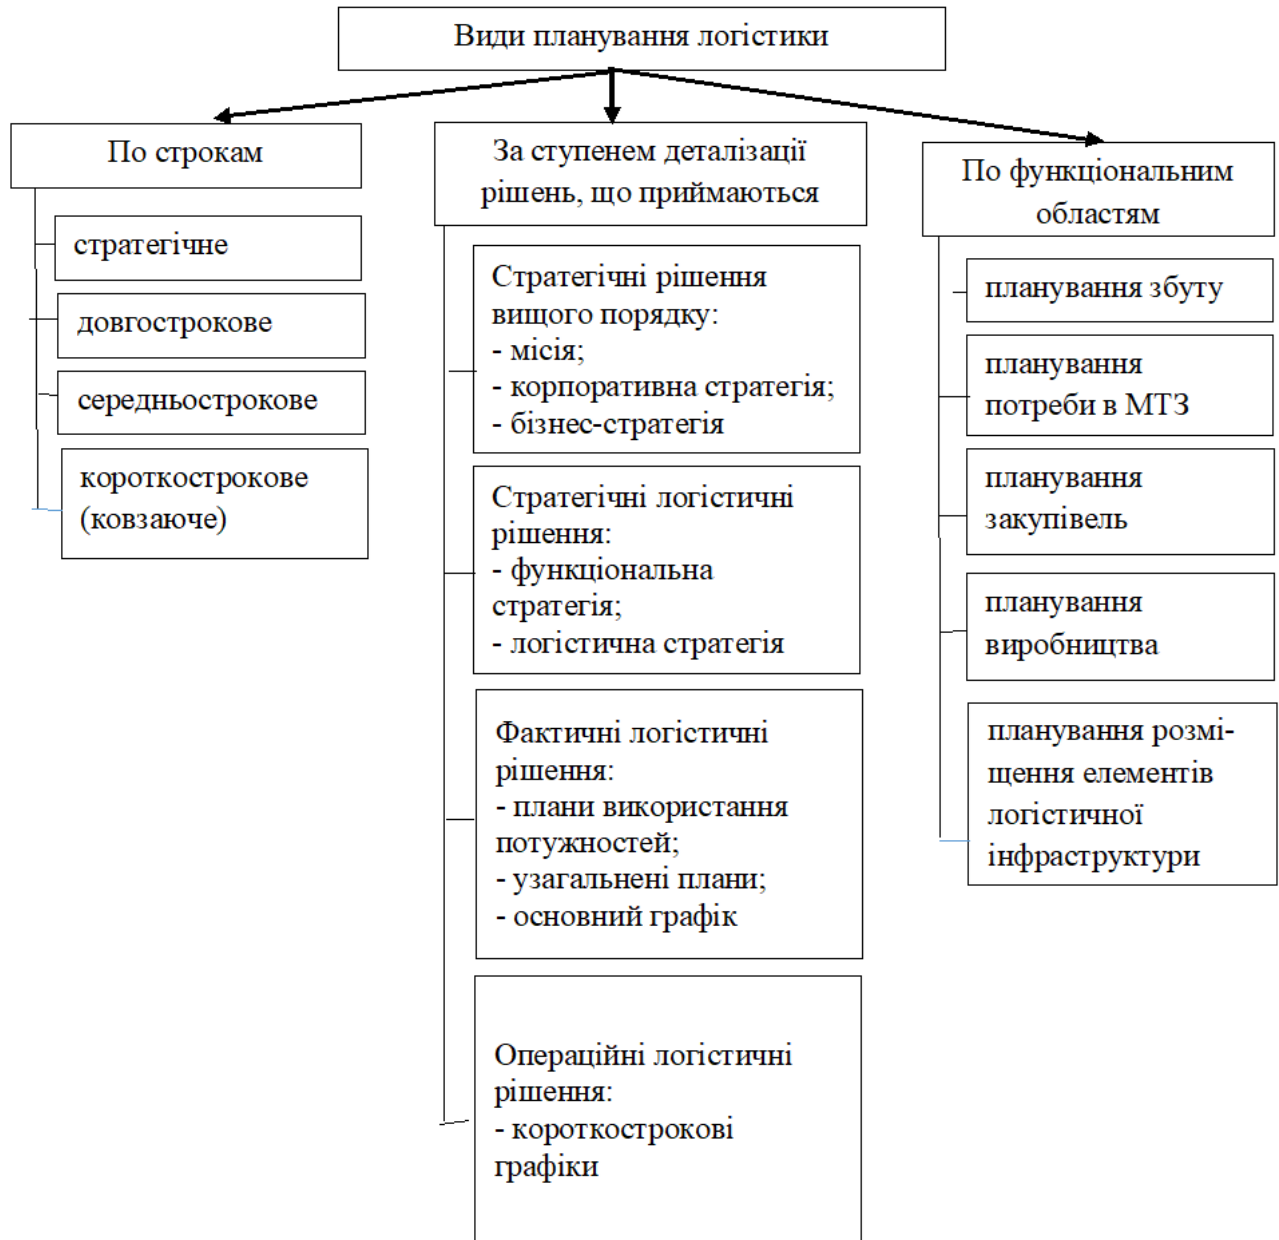 Види планування логістики
По строкам
стратегічне
довгострокове
середньострокове
короткострокове
(ковзаюче)
За ступенем деталізації
рішень, що приймаються
Стратегічні рішення
вищого порядку:
- місія;
- корпоративна стратегія;
- бізнес-стратегія
Стратегічні логістичні
рішення:
- функціональна
стратегія;
- логістична стратегія
Фактичні логістичні
рішення:
- плани використання
потужностей;
- узагальнені плани;
- основний графік
Операційні логістичні
рішення:
- короткострокові
графіки
По функціональним
областям
планування збуту
планування
потреби в МТЗ
планування
закупівель
планування
виробництва
планування розмі-
щення елементів
логістичної
інфраструктури